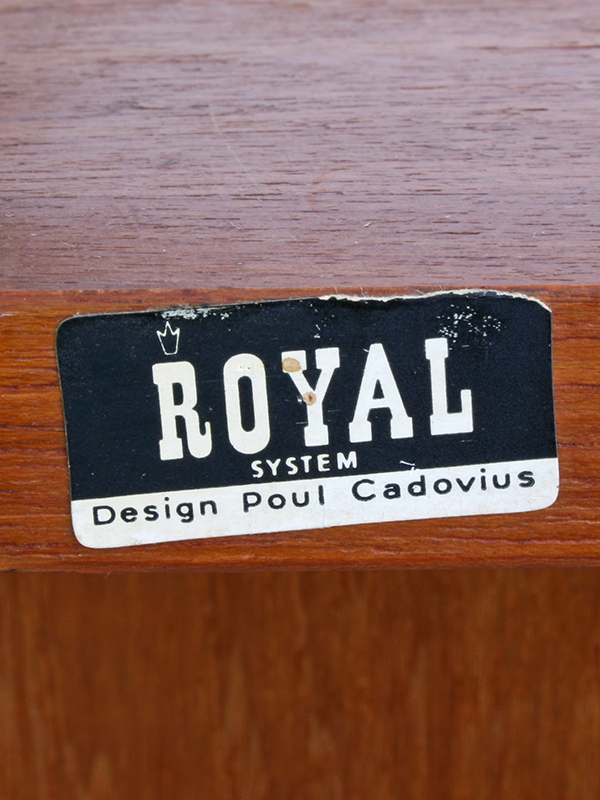 ROYAL
SYSTEM
Design Poul Cadovius